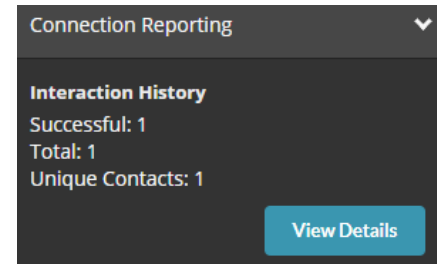 Connection Reporting
Interaction History
Successful: 1
Total: 1
Unique Contacts: 1
View Details